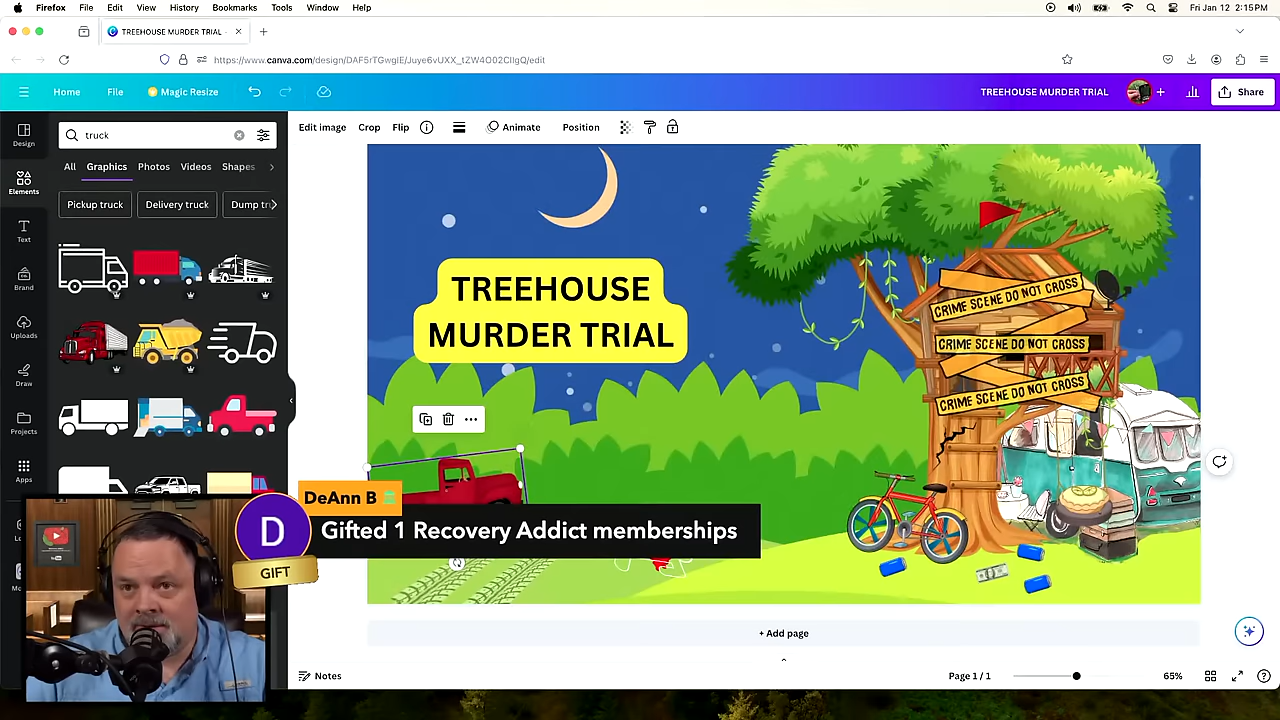 Firefox File Edit View History Bookmarks Tools Window Help
Fri Jan 12 2:15PM
TREEHOUSE MURDER TRIAL -
https://www.canva.com/design/DAF5rTGwgIE/Juye6vUXX_tZW4O02CIlgQ/edit
Home File Magic Resize
TREEHOUSE MURDER TRIAL
Share
truck
Edit image Crop Flip Animate Position
Design
Elements
Text
Brand
Uploads
Draw
Projects
Apps
All Graphics Photos Videos Shapes
Pickup truck Delivery truck Dump
TREEHOUSE
MURDER TRIAL
CRIME SCENE DO NOT CROSS
CRIME SCENE DO NOT CROSS
CRIME SCENE DO NOT CROSS
DeAnn B
D
Gifted 1 Recovery Addict memberships
GIFT
+ Add page
Notes
Page 1 / 1
65%